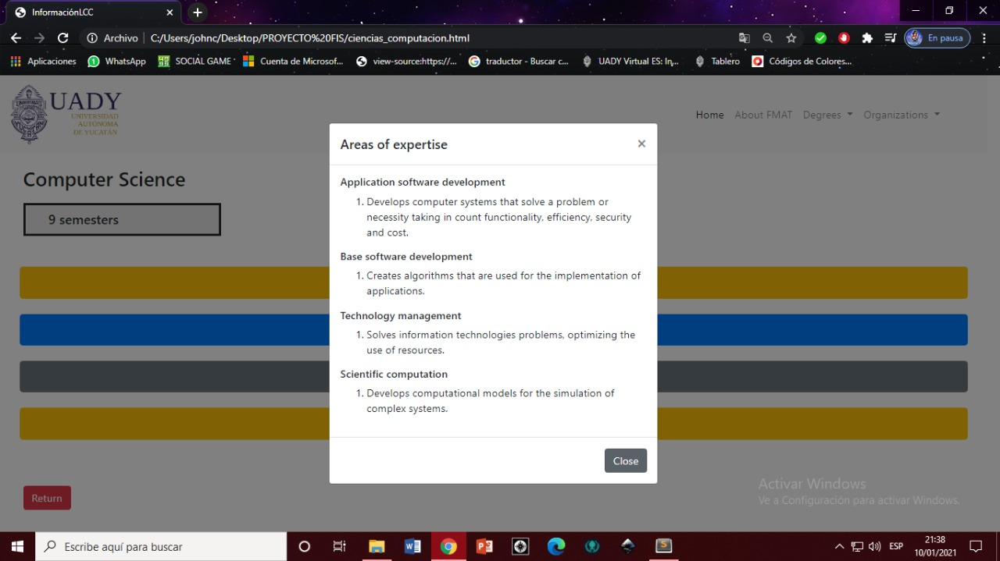 InformaciónLCC
Archivo | C:/Users/johnc/Desktop/PROYECTO%20FIS/ciencias_computacion.html
En pausa
Aplicaciones WhatsApp SOCIAL GAME Cuenta de Microsof... view-source:https://... traductor - Buscar c... UADY Virtual ES: In,.. Tablero Códigos de Colores...
UADY
UNIVERSIDAD
AUTÓNOMA
DE YUCATÁN
Home About FMAT Degrees Organizations
Computer Science
9 semesters
Areas of expertise ×
Application software development
1. Develops computer systems that solve a problem or
necessity taking in count functionality, efficiency, security
and cost.
Base software development
1. Creates algorithms that are used for the implementation of
applications.
Technology management
1. Solves information technologies problems, optimizing the
use of resources.
Scientific computation
1. Develops computational models for the simulation of
complex systems.
Close
Return
Activar Windows
Ve a Configuración para activar Windows.
Escribe aquí para buscar
ESP
21:38
10/01/2021